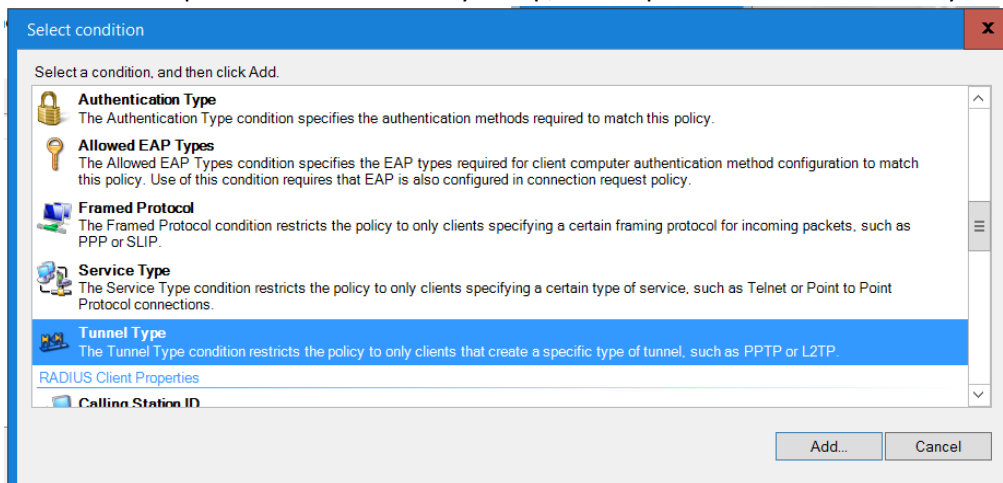 Select condition
x
Select a condition, and then click Add.
Authentication Type
The Authentication Type condition specifies the authentication methods required to match this policy.
Allowed EAP Types
The Allowed EAP Types condition specifies the EAP types required for client computer authentication method configuration to match
this policy. Use of this condition requires that EAP is also configured in connection request policy.
Framed Protocol
The Framed Protocol condition restricts the policy to only clients specifying a certain framing protocol for incoming packets, such as
PPP or SLIP.
Service Type
The Service Type condition restricts the policy to only clients specifying a certain type of service, such as Telnet or Point to Point
Protocol connections.
Tunnel Type
The Tunnel Type condition restricts the policy to only clients that create a specific type of tunnel, such as PPTP or L2TP.
RADIUS Client Properties
Calling Station ID
Add... Cancel